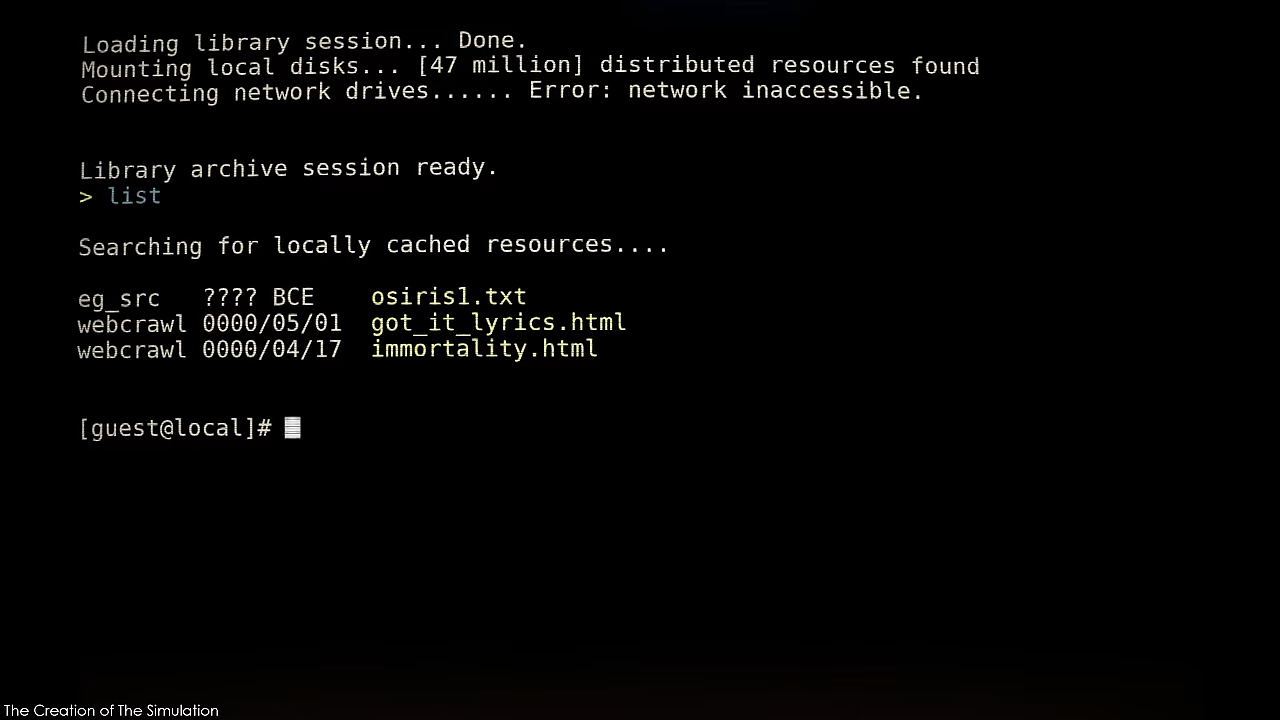 Loading library session... Done.
Mounting local disks... [47 million] distributed resources found
Connecting network drives...... Error: network inaccessible.
Library archive session ready.
> list
Searching for locally cached resources....
eg_src ???? BCE osiris1.txt
webcrawl 0000/05/01 got_it_lyrics.html
webcrawl 0000/04/17 immortality.html
[guest@local]#
The Creation of The Simulation